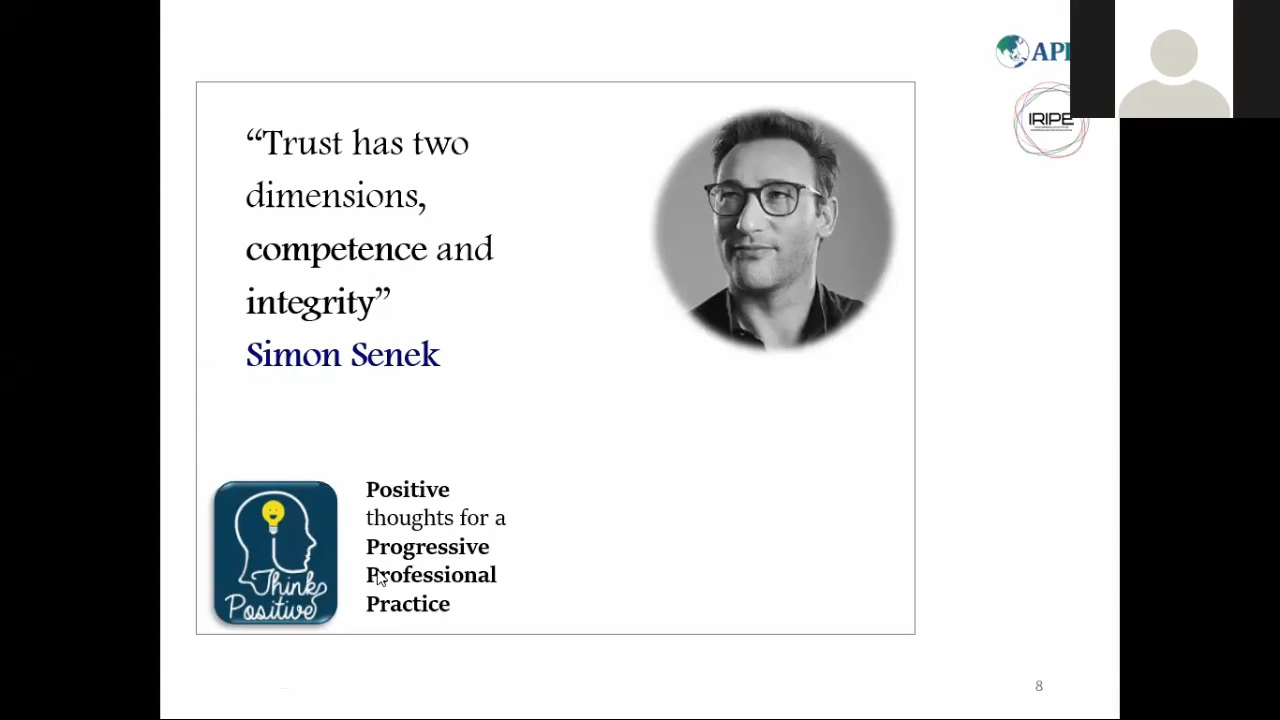 “Trust has two
dimensions,
competence and
integrity”
Simon Senek
Think
Positive
Positive
thoughts for a
Progressive
Professional
Practice
IRIPE
8